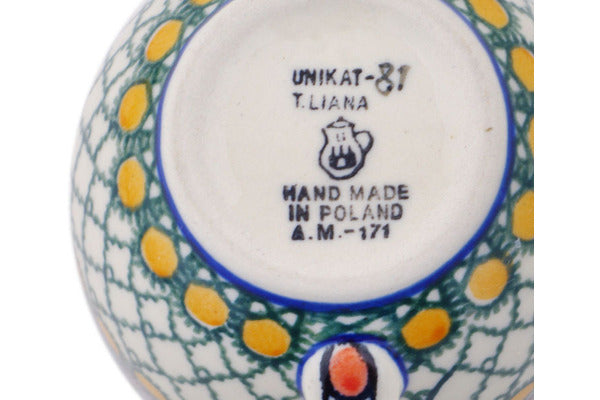 UNIKAT-81
T.LIANA
HAND MADE
IN POLAND
A.M.-171